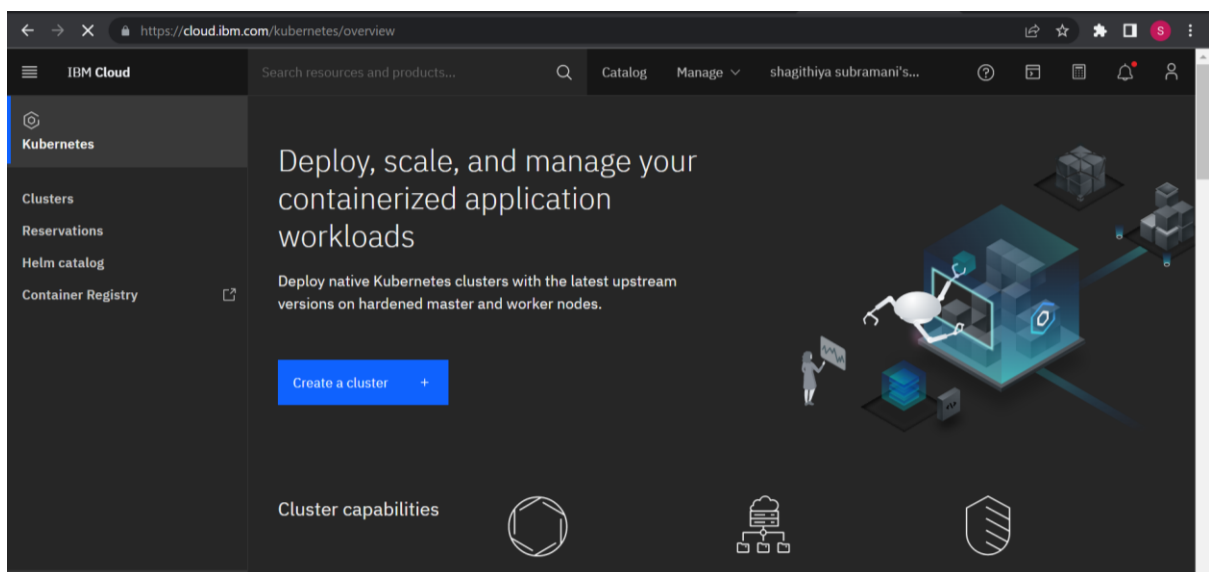 https://cloud.ibm.com/kubernetes/overview
S
IBM Cloud
Search resources and products...
Catalog
Manage
shagithiya subramani's...
Kubernetes
Clusters
Reservations
Helm catalog
Container Registry
Deploy, scale, and manage your
containerized application
workloads
Deploy native Kubernetes clusters with the latest upstream
versions on hardened master and worker nodes.
Create a cluster +
Cluster capabilities